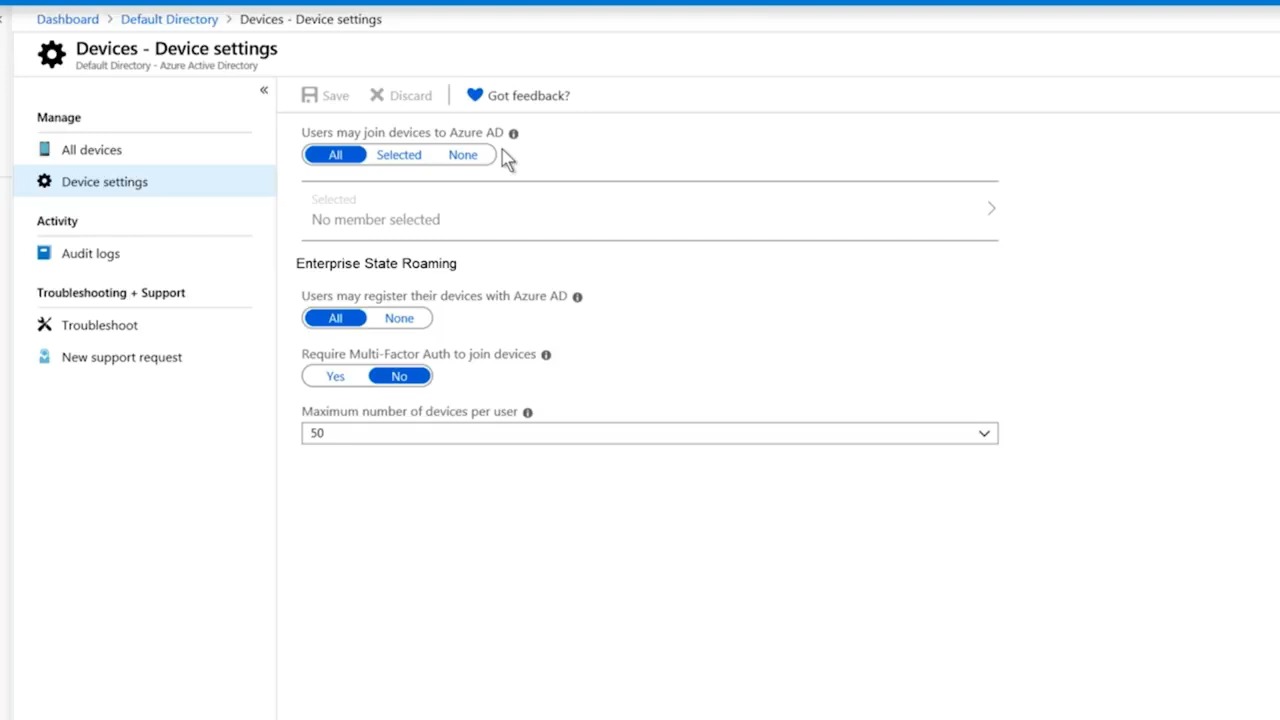 Dashboard > Default Directory > Devices - Device settings
Devices - Device settings
Default Directory - Azure Active Directory
«
Save Discard Got feedback?
Manage
All devices
Device settings
Activity
Audit logs
Troubleshooting + Support
Troubleshoot
New support request
Users may join devices to Azure AD
All Selected None
Selected
No member selected
Enterprise State Roaming
Users may register their devices with Azure AD
All None
Require Multi-Factor Auth to join devices
Yes No
Maximum number of devices per user
50